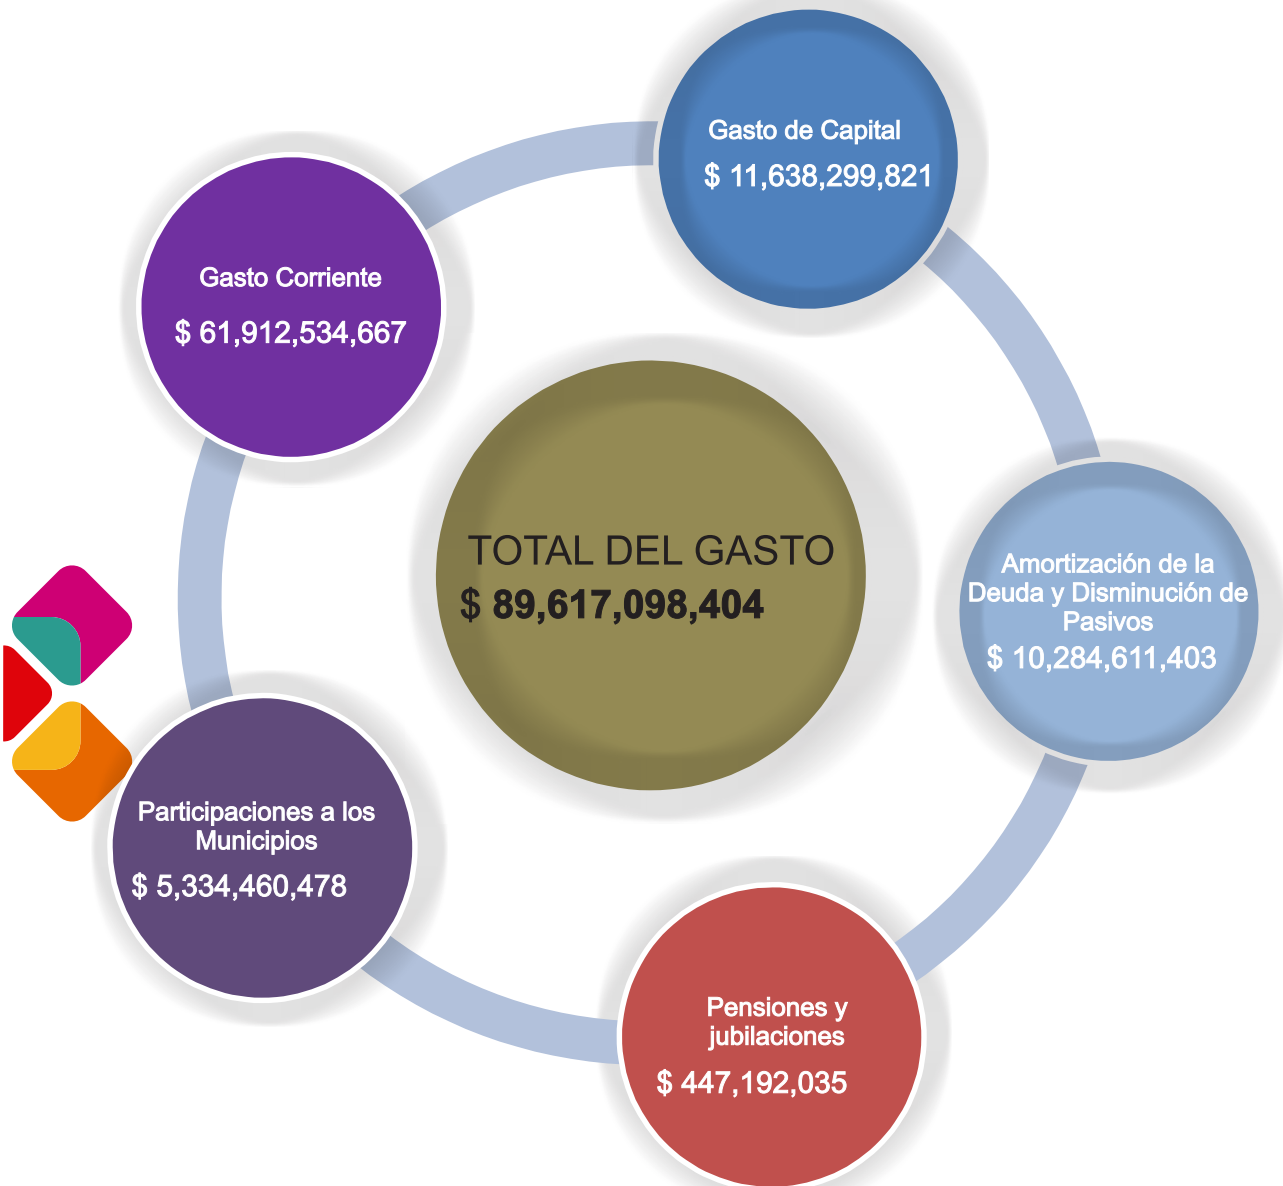 Gasto de Capital
$ 11,638,299,821
Gasto Corriente
$ 61,912,534,667
TOTAL DEL GASTO
$ 89,617,098,404
Amortización de la
Deuda y Disminución de
Pasivos
$ 10,284,611,403
Participaciones a los
Municipios
$ 5,334,460,478
Pensiones y
jubilaciones
$ 447,192,035